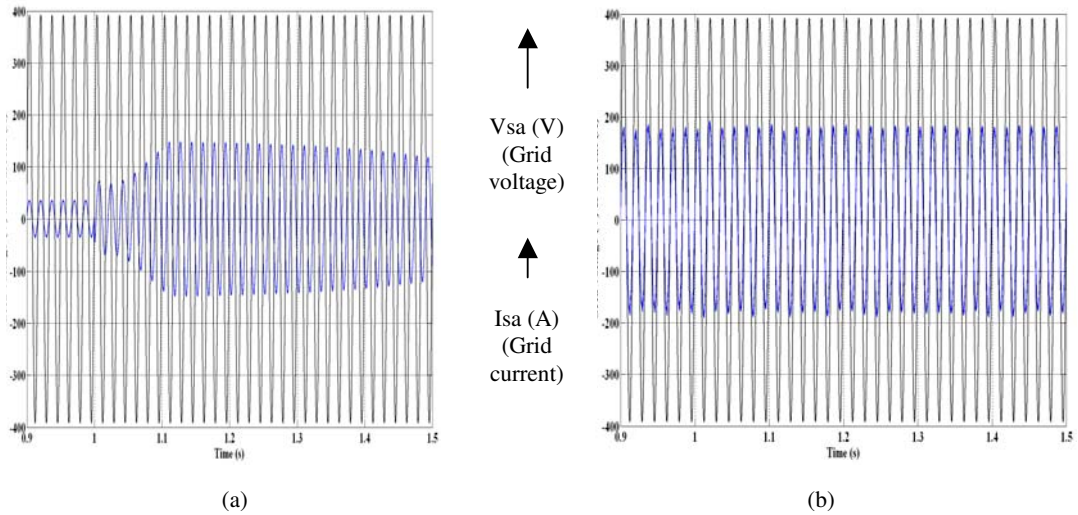 400
300
200
100
0
-100
-200
-300
-400
0.9 1 1.1 1.2 1.3 1.4 1.5
Time (s)
(a)
Vsa (V)
(Grid
voltage)
Isa (A)
(Grid
current)
400
300
200
100
0
-100
-200
-300
-400
0.9 1 1.1 1.2 1.3 1.4 1.5
Time (s)
(b)